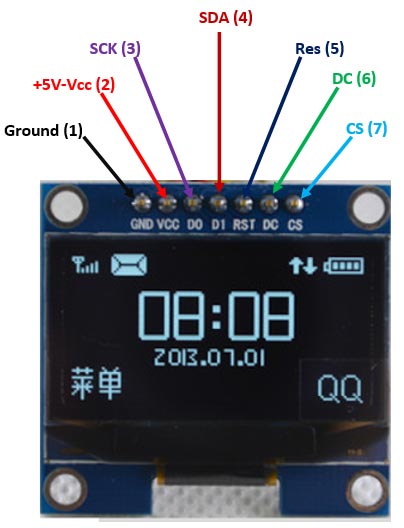 SDA (4)
SCK (3)
Res (5)
+5V-Vcc (2)
DC (6)
Ground (1)
CS (7)
GND VCC D0 D1 RST DC CS
08:08
2013.07.01
菜单
QQ